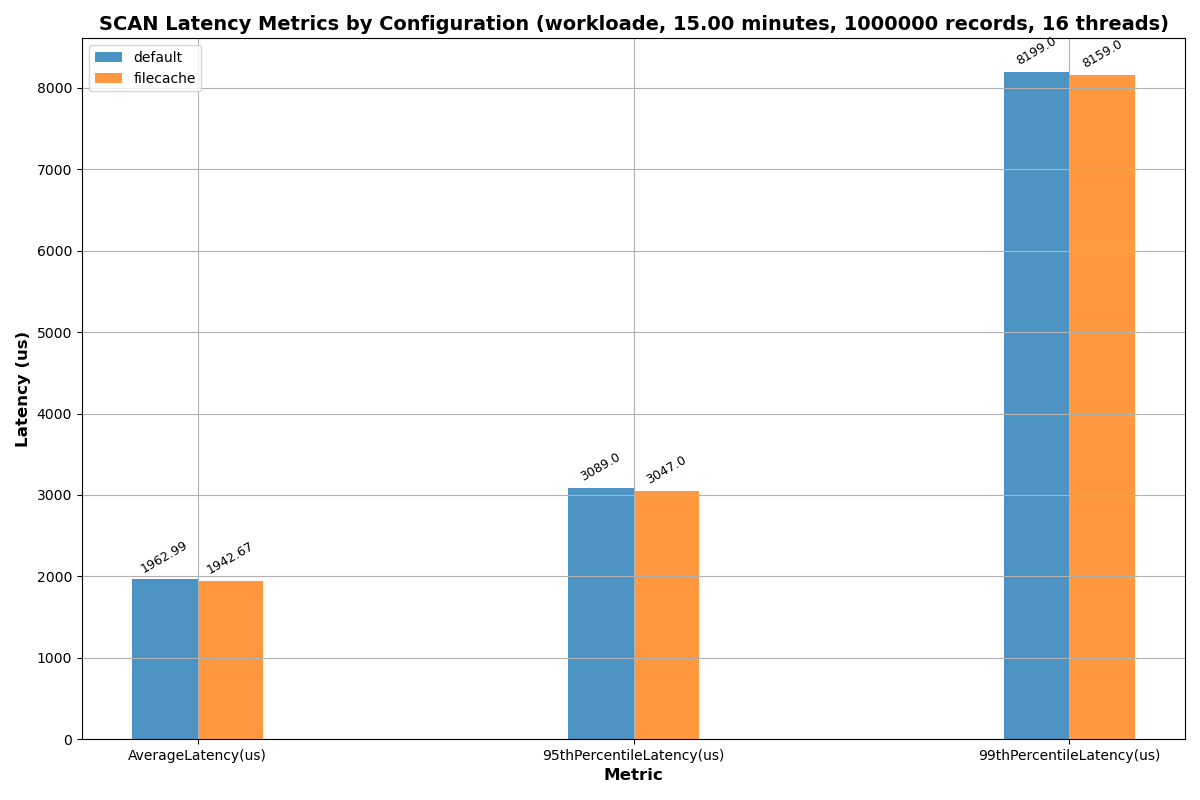 SCAN Latency Metrics by Configuration (workloade, 15.00 minutes, 1000000 records, 16 threads)
default
filecache
Latency (us)
8000
7000
6000
5000
4000
3000
2000
1000
0
1962.99
1942.67
3089.0
3047.0
8199.0
8159.0
AverageLatency(us)
95thPercentileLatency(us)
99thPercentileLatency(us)
Metric